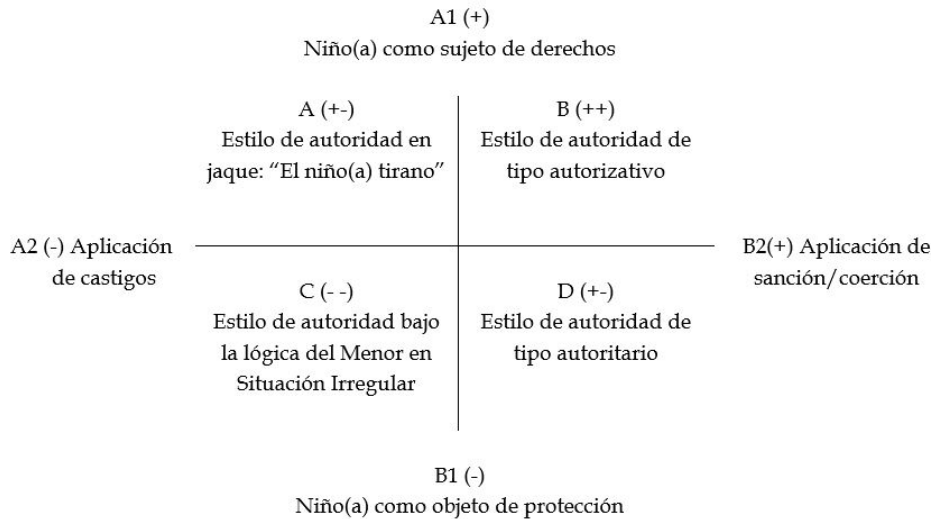 A1 (+)
Niño(a) como sujeto de derechos
A (+-)
Estilo de autoridad en
jaque: “El niño(a) tirano”
B (++)
Estilo de autoridad de
tipo autorizativo
A2 (-) Aplicación
de castigos
B2(+) Aplicación de
sanción/coerción
C (- -)
Estilo de autoridad bajo
la lógica del Menor en
Situación Irregular
D (+-)
Estilo de autoridad de
tipo autoritario
B1 (-)
Niño(a) como objeto de protección